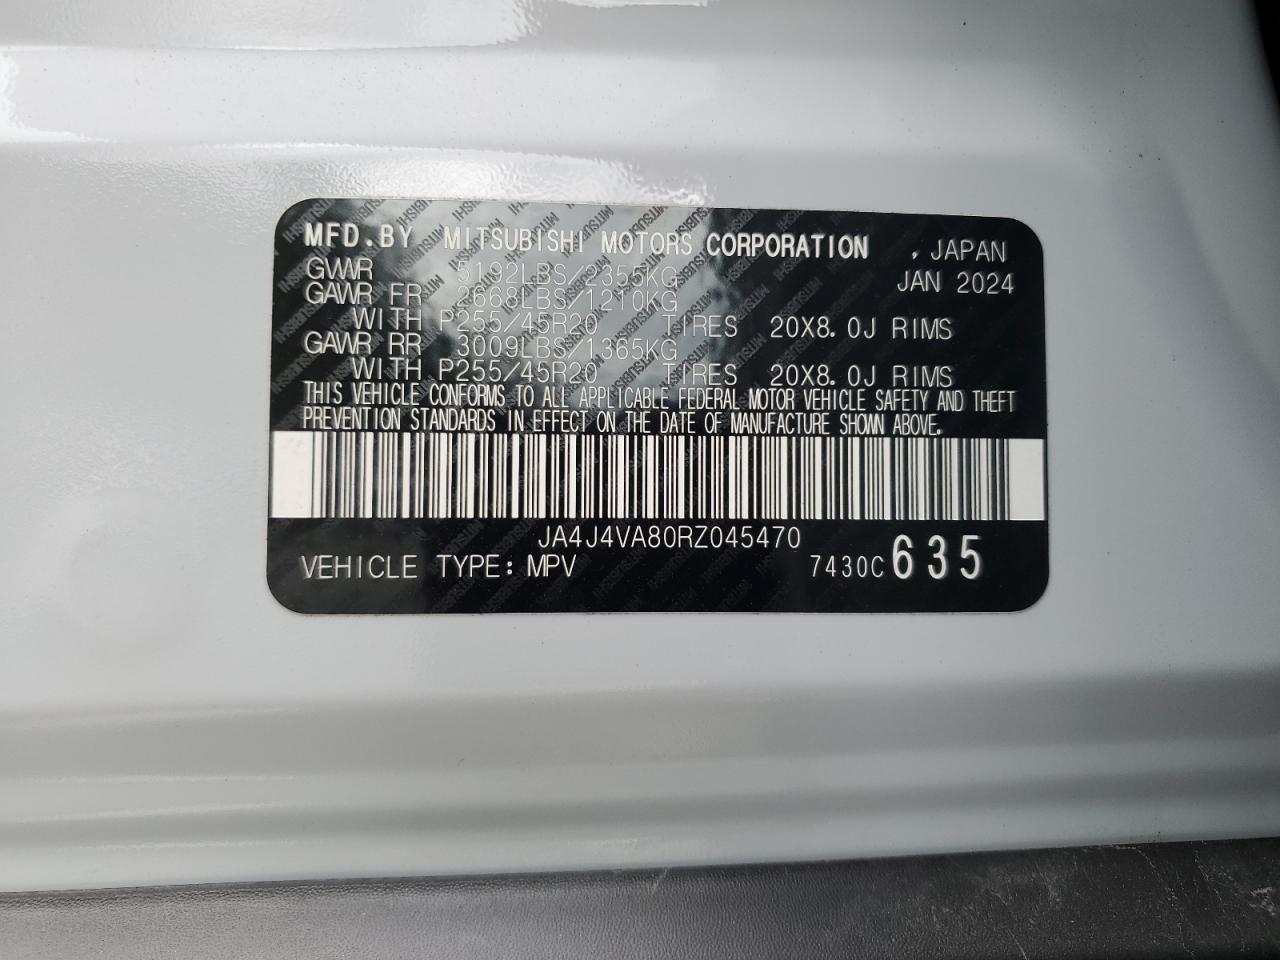 MFD.BY MITSUBISHI MOTORS CORPORATION , JAPAN
GVWR 5192LBS/2355KG JAN 2024
GAWR FR 2668LBS/1210KG
WITH P255/45R20 TIRES 20X8.0J RIMS
GAWR RR 3009LBS/1365KG
WITH P255/45R20 TIRES 20X8.0J RIMS
THIS VEHICLE CONFORMS TO ALL APPLICABLE FEDERAL MOTOR VEHICLE SAFETY AND THEFT
PREVENTION STANDARDS IN EFFECT ON THE DATE OF MANUFACTURE SHOWN ABOVE.
JA4J4VA80RZ045470
VEHICLE TYPE: MPV 7430C 635